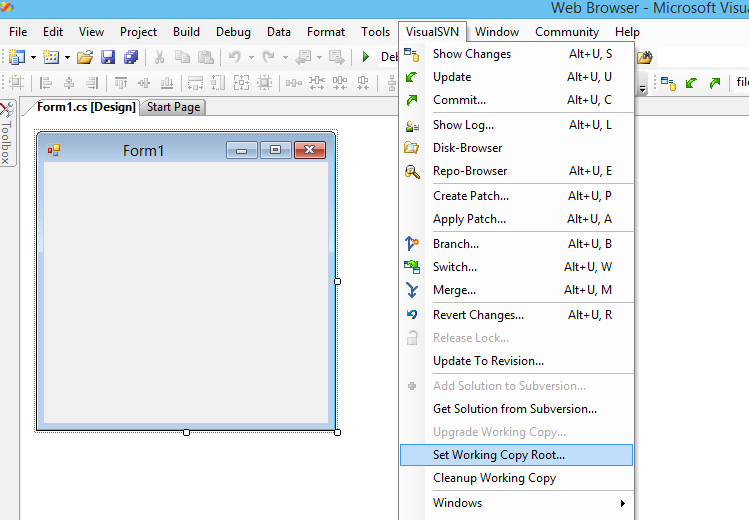 Web Browser - Microsoft Visu
File Edit View Project Build Debug Data Format Tools VisualSVN Window Community Help
Form1.cs [Design] Start Page
Toolbox
Form1
Show Changes Alt+U, S
Update Alt+U, U
Commit... Alt+U, C
Show Log... Alt+U, L
Disk-Browser
Repo-Browser Alt+U, E
Create Patch... Alt+U, P
Apply Patch... Alt+U, A
Branch... Alt+U, B
Switch... Alt+U, W
Merge... Alt+U, M
Revert Changes... Alt+U, R
Release Lock...
Update To Revision...
Add Solution to Subversion...
Get Solution from Subversion...
Upgrade Working Copy...
Set Working Copy Root...
Cleanup Working Copy
Windows